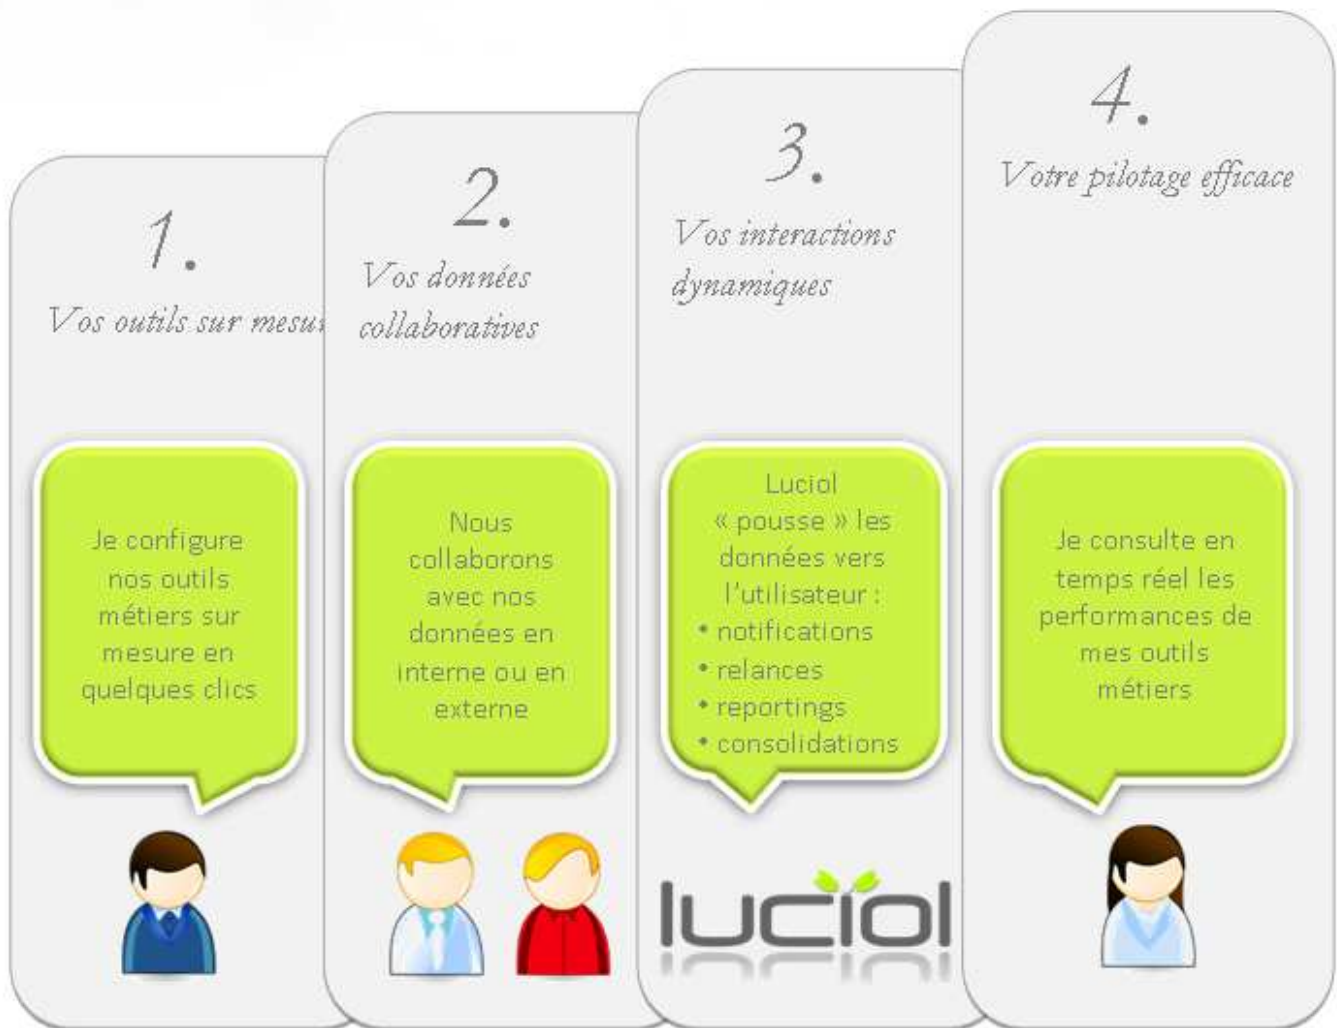 1.
Vos outils sur mesu
Je configure
nos outils
métiers sur
mesure en
quelques clics
2.
Vos données
collaboratives
Nous
collaborons
avec nos
données en
interne ou en
externe
3.
Vos interactions
dynamiques
Luciol
« pousse » les
données vers
l'utilisateur :
• notifications
• relances
• reportings
• consolidations
luciol
4.
Votre pilotage efficace
Je consulte en
temps réel les
performances de
mes outils
métiers